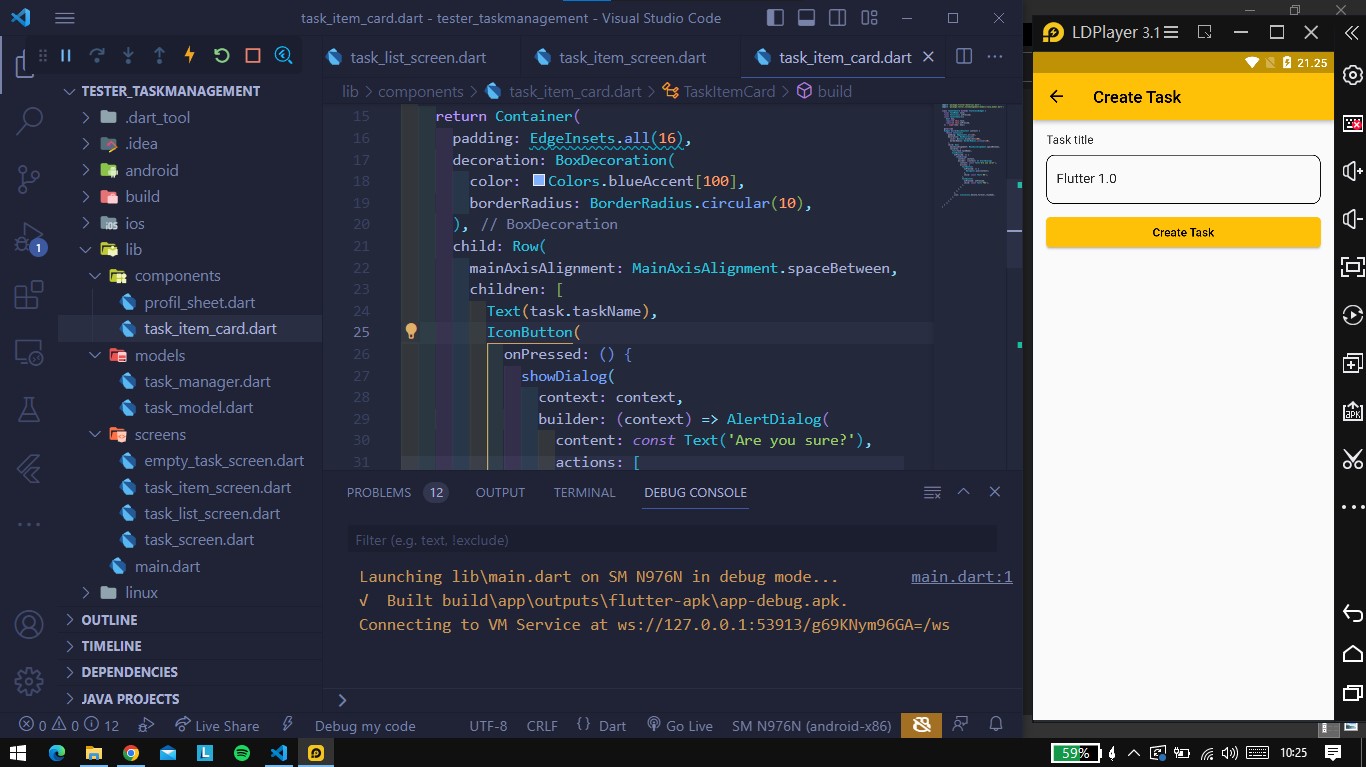 task_item_card.dart - tester_taskmanagement - Visual Studio Code
task_list_screen.dart
task_item_screen.dart
task_item_card.dart
TESTER_TASKMANAGEMENT
.dart_tool
.idea
android
build
ios
lib
components
profil_sheet.dart
task_item_card.dart
models
task_manager.dart
task_model.dart
screens
empty_task_screen.dart
task_item_screen.dart
task_list_screen.dart
task_screen.dart
main.dart
linux
OUTLINE
TIMELINE
DEPENDENCIES
JAVA PROJECTS
1
lib > components > task_item_card.dart > TaskItemCard > build
15 return Container(
16 padding: EdgeInsets.all(16),
17 decoration: BoxDecoration(
18 color: Colors.blueAccent[100],
19 borderRadius: BorderRadius.circular(10),
20 ), // BoxDecoration
21 child: Row(
22 mainAxisAlignment: MainAxisAlignment.spaceBetween,
23 children: [
24 Text(task.taskName),
25 IconButton(
26 onPressed: () {
27 showDialog(
28 context: context,
29 builder: (context) => AlertDialog(
30 content: const Text('Are you sure?'),
31 actions: [
PROBLEMS 12 OUTPUT TERMINAL DEBUG CONSOLE
Filter (e.g. text, !exclude)
Launching lib\main.dart on SM N976N in debug mode... main.dart:1
√ Built build\app\outputs\flutter-apk\app-debug.apk.
Connecting to VM Service at ws://127.0.0.1:53913/g69KNym96GA=/ws
0 0 12 Live Share Debug my code UTF-8 CRLF {} Dart Go Live SM N976N (android-x86)
LDPlayer 3.1
21.25
Create Task
Task title
Flutter 1.0
Create Task
APK
59% 10:25